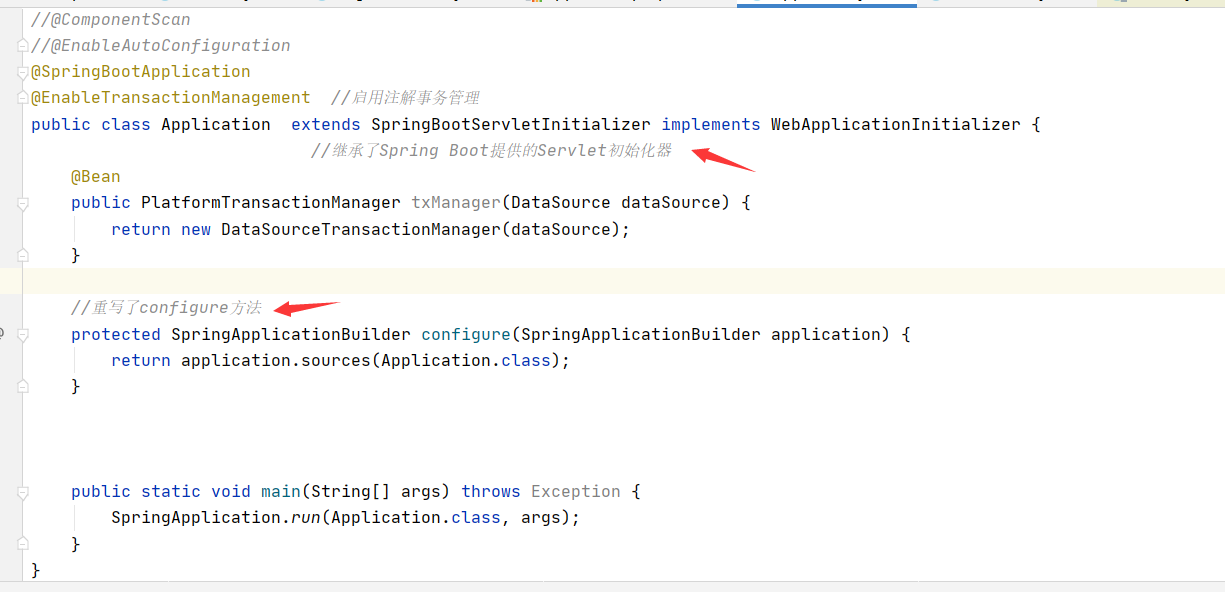 //@ComponentScan
//@EnableAutoConfiguration
@SpringBootApplication
@EnableTransactionManagement  //启用注解事务管理
public class Application  extends SpringBootServletInitializer implements WebApplicationInitializer {
//继承了Spring Boot提供的Servlet初始化器
@Bean
public PlatformTransactionManager txManager(DataSource dataSource) {
return new DataSourceTransactionManager(dataSource);
}
//重写了configure方法
protected SpringApplicationBuilder configure(SpringApplicationBuilder application) {
return application.sources(Application.class);
}
public static void main(String[] args) throws Exception {
SpringApplication.run(Application.class, args);
}
}